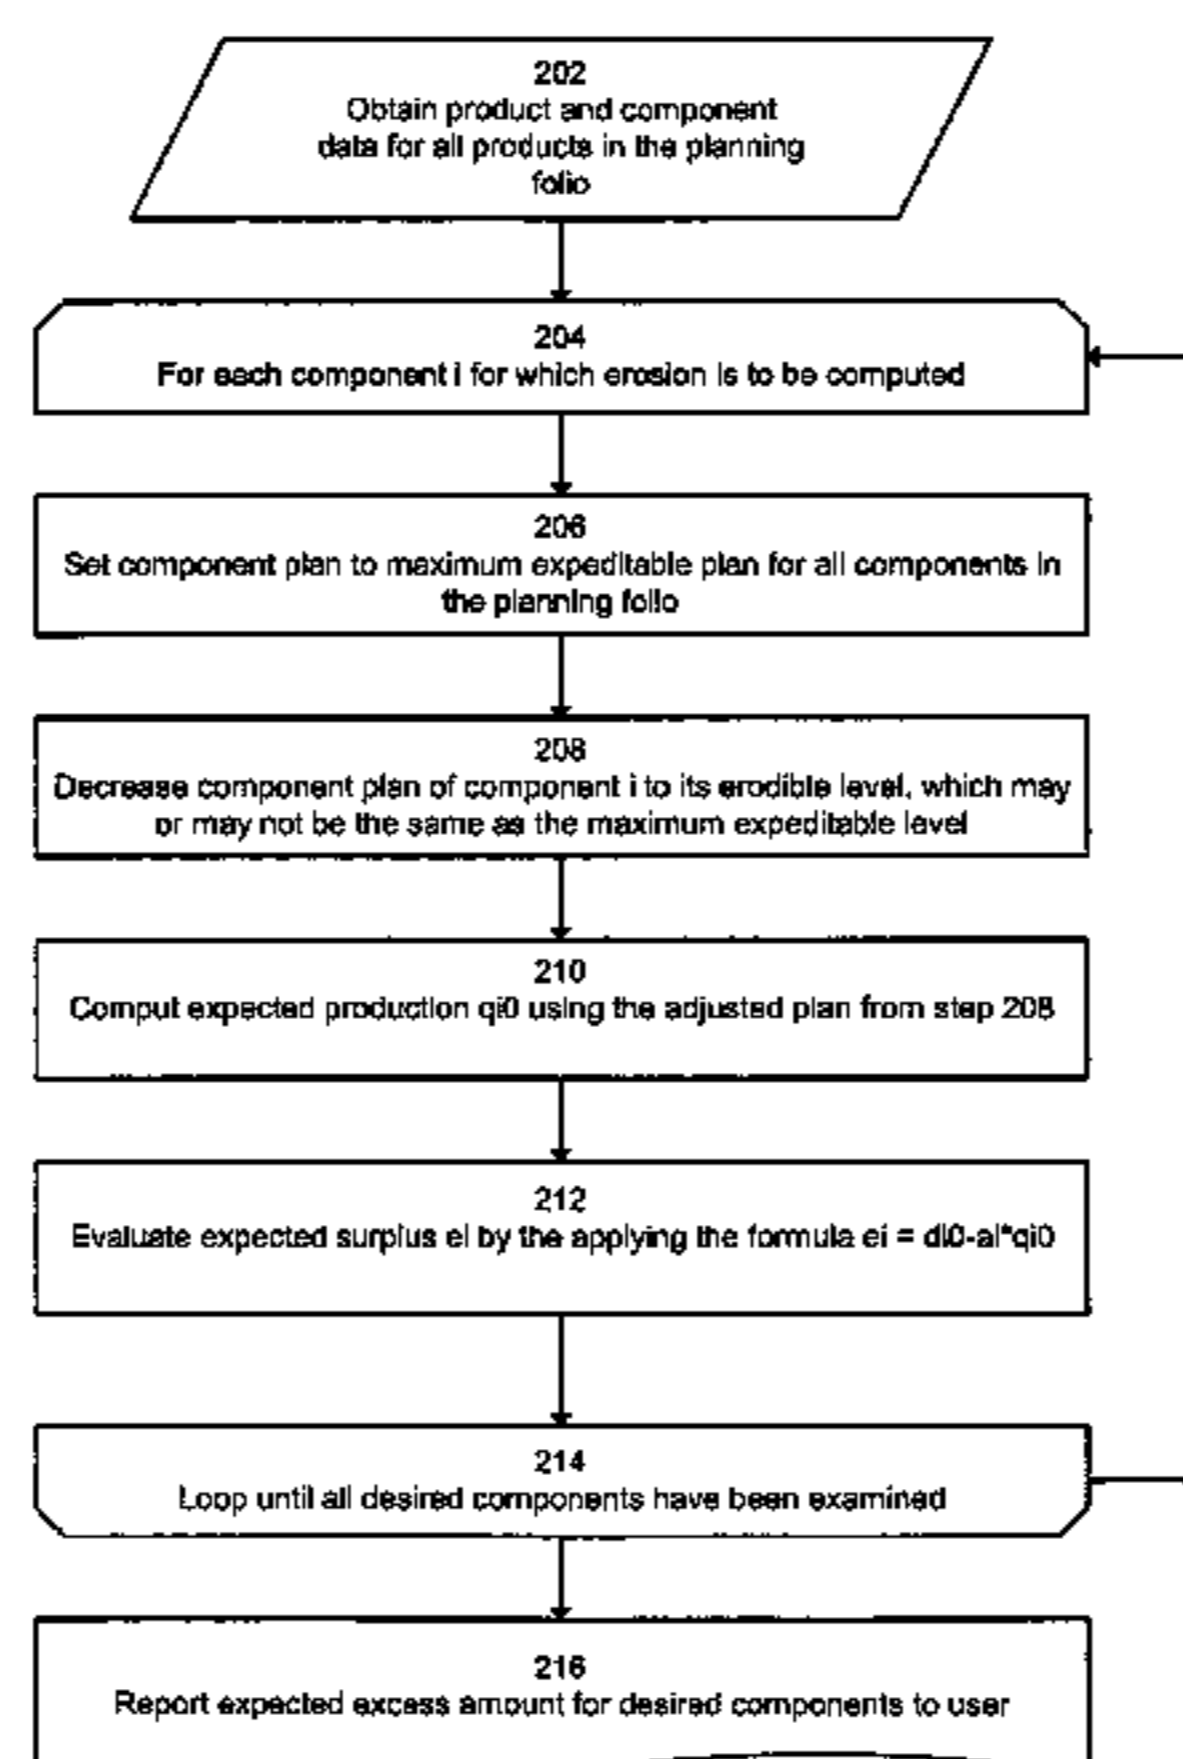 202
Obtain product and component
data for all products in the planning
folio
204
For each component i for which erosion is to be computed
206
Set component plan to maximum expeditable plan for all components in
the planning folio
208
Decrease component plan of component i to its erodible level, which may
or may not be the same as the maximum expeditable level
210
Comput expected production qi0 using the adjusted plan from step 208
212
Evaluate expected surplus ei by the applying the formula ei = di0-ai*qi0
214
Loop until all desired components have been examined
216
Report expected excess amount for desired components to user